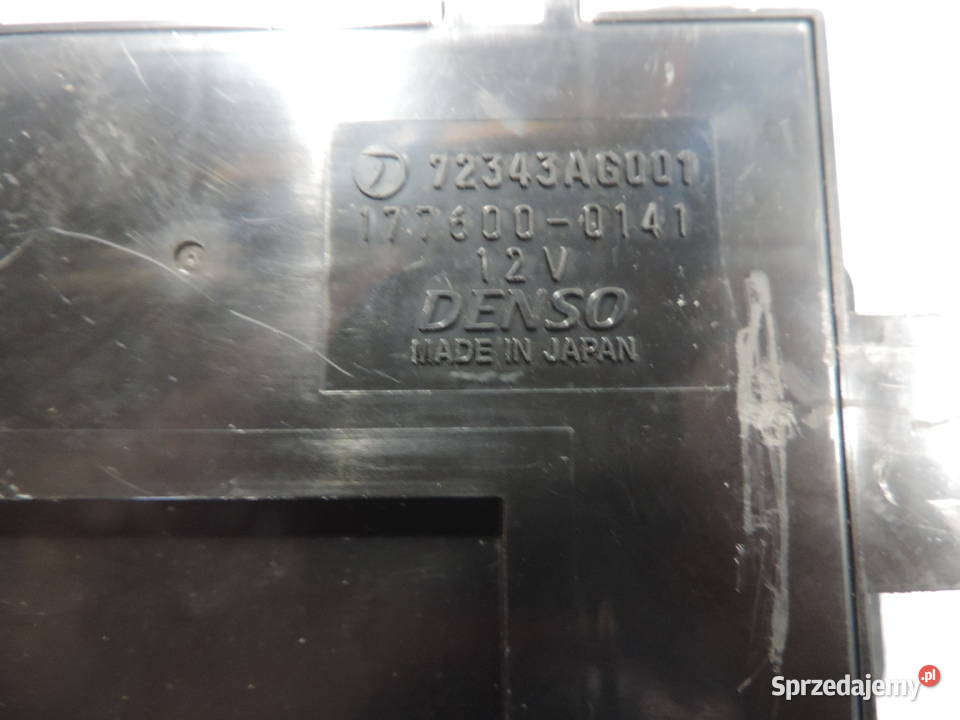 72343AG001
177600-0141
12V
DENSO
MADE IN JAPAN
Sprzedajemy.pl